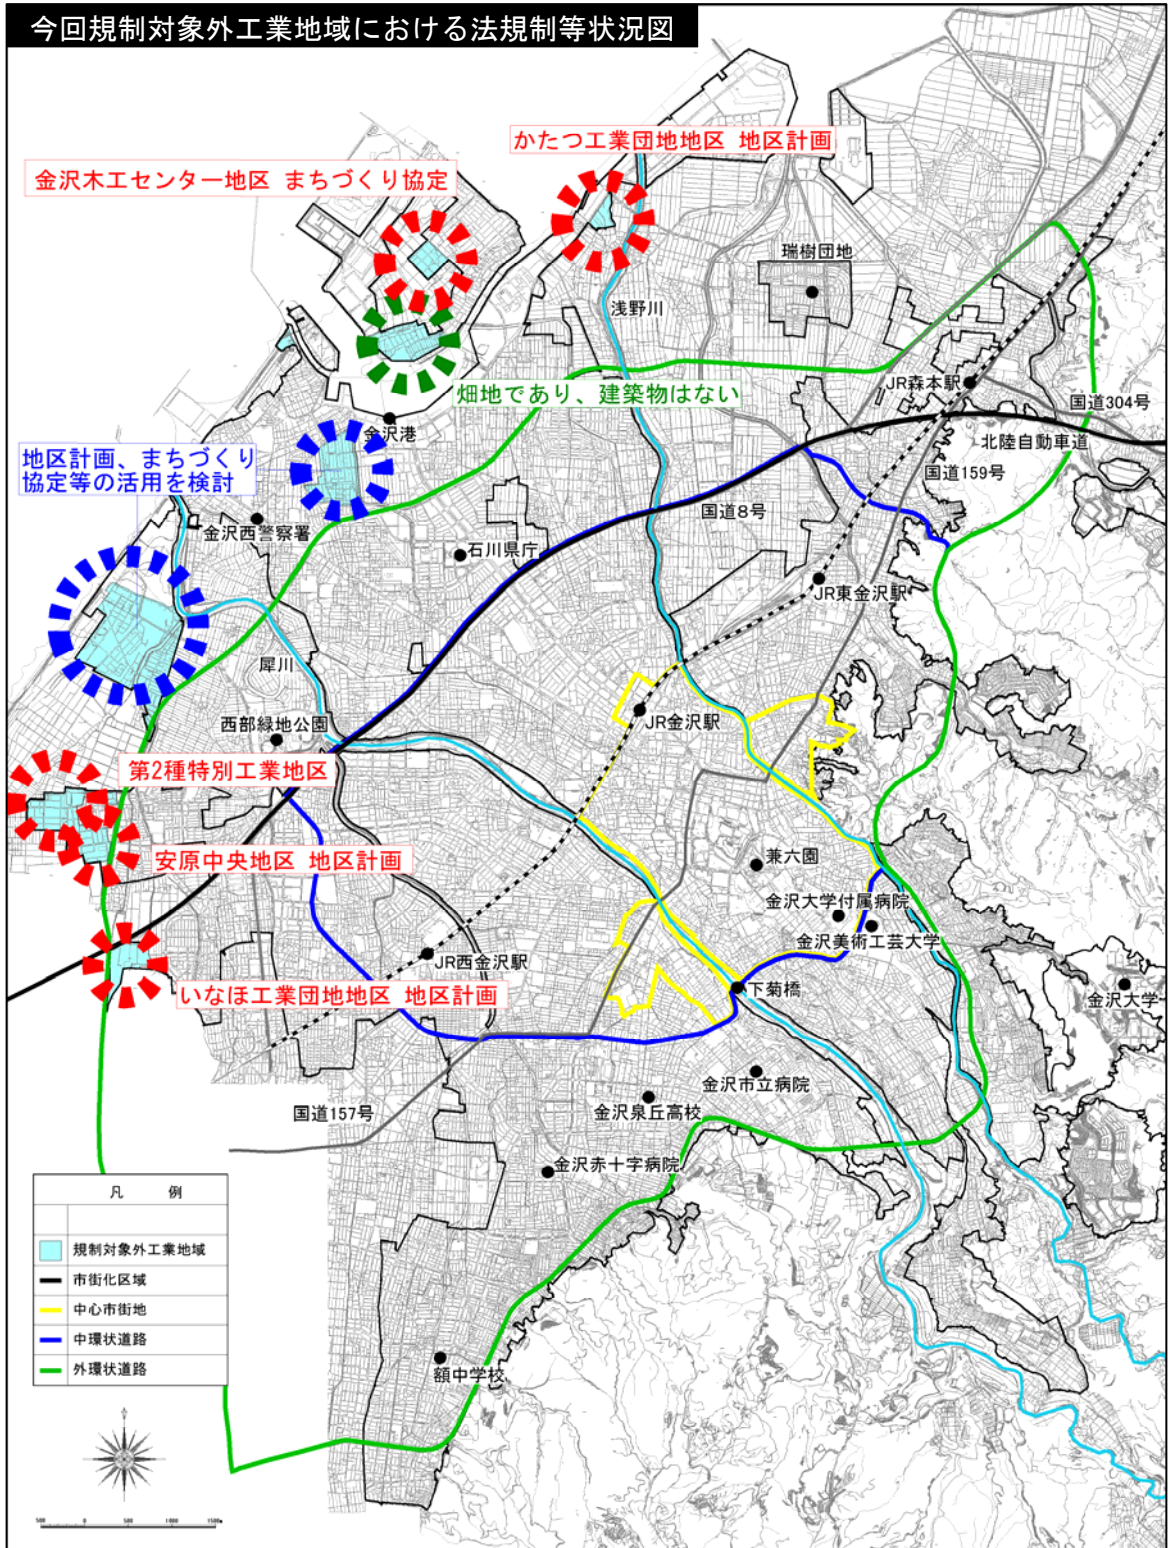 今回規制対象外工業地域における法規制等状況図
かたつ工業団地地区 地区計画
金沢木工センター地区 まちづくり協定
瑞樹団地
浅野川
JR森本駅
畑地であり、建築物はない
国道304号
金沢港
北陸自動車道
地区計画、まちづくり
協定等の活用を検討
国道159号
国道8号
金沢西警察署
石川県庁
JR東金沢駅
犀川
JR金沢駅
西部緑地公園
第2種特別工業地区
安原中央地区 地区計画
兼六園
金沢大学付属病院
金沢美術工芸大学
JR西金沢駅
下菊橋
金沢大学
いなほ工業団地地区 地区計画
金沢市立病院
国道157号
金沢泉丘高校
金沢赤十字病院
凡 例
規制対象外工業地域
市街化区域
中心市街地
中環状道路
外環状道路
額中学校
500 0 500 1000 1500m